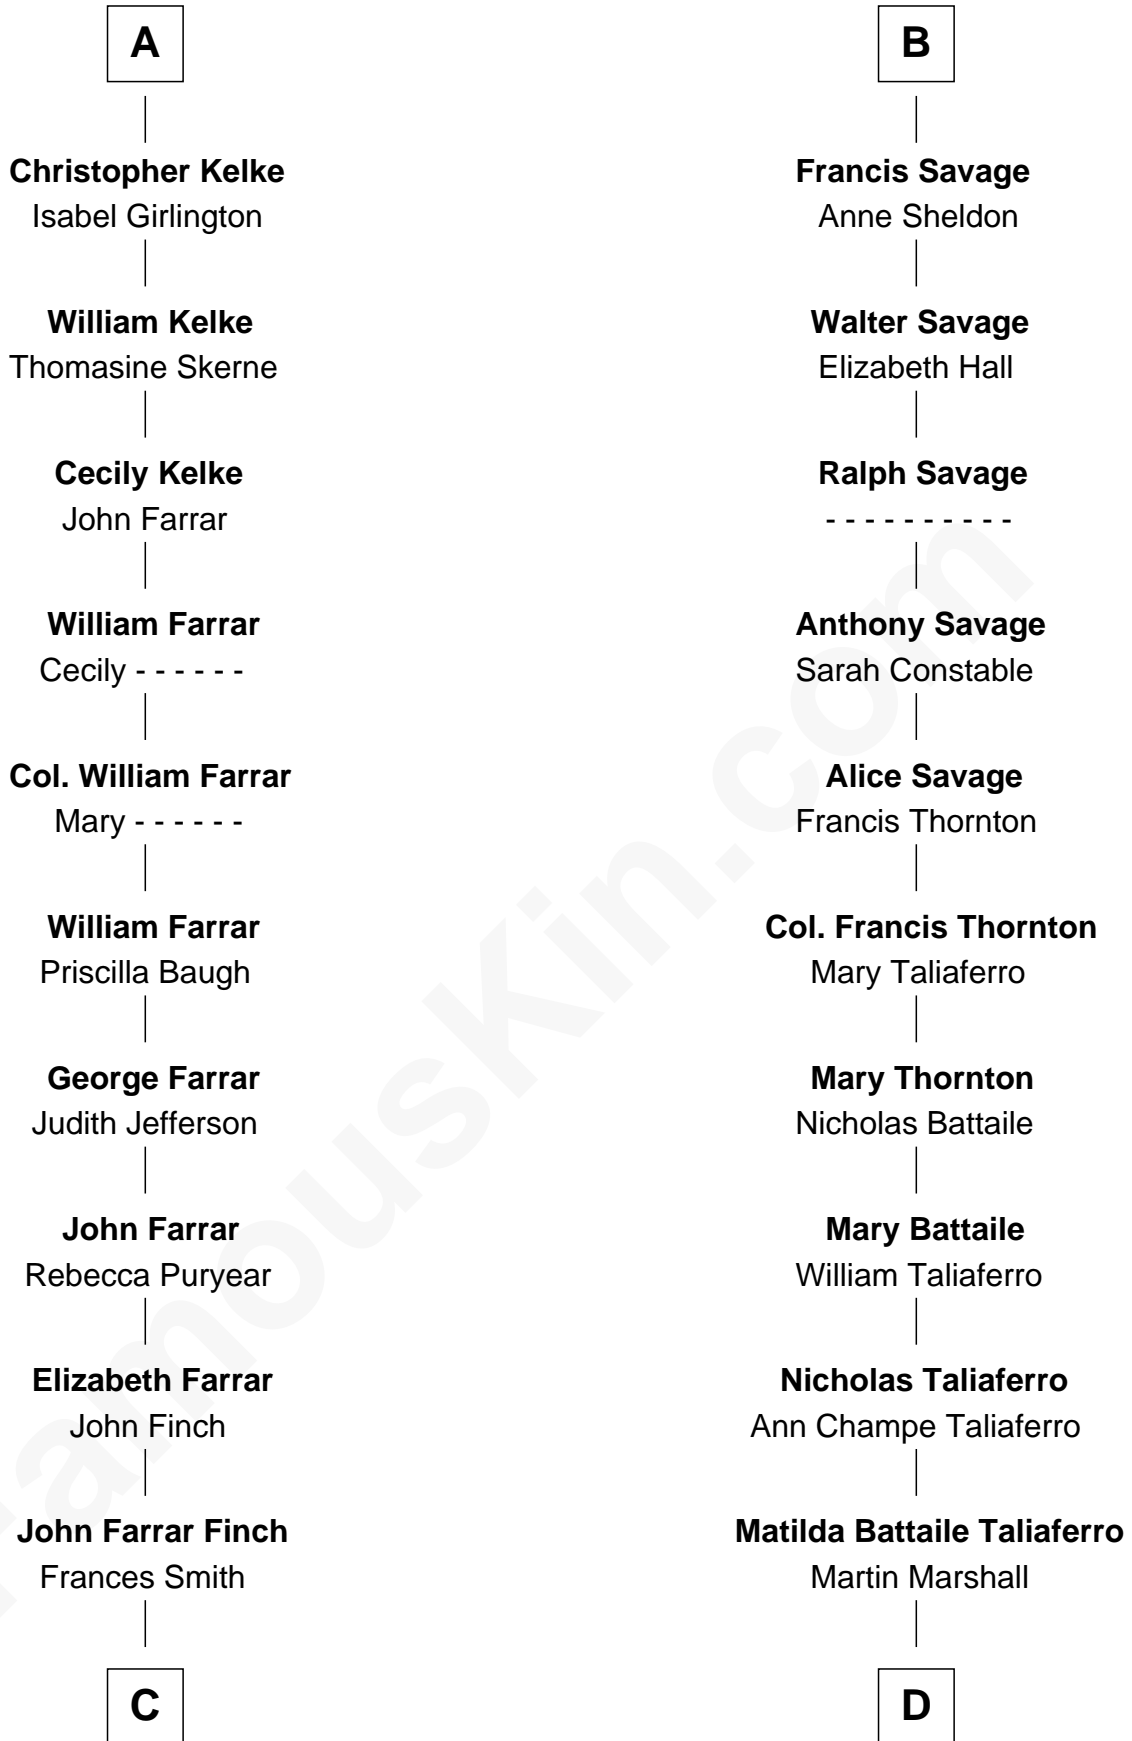 A
Christopher Kelke
Isabel Girlington
William Kelke
Thomasine Skerne
Cecily Kelke
John Farrar
William Farrar
Cecily - - - - - -
Col. William Farrar
Mary - - - - - -
William Farrar
Priscilla Baugh
George Farrar
Judith Jefferson
John Farrar
Rebecca Puryear
Elizabeth Farrar
John Finch
John Farrar Finch
Frances Smith
C
B
Francis Savage
Anne Sheldon
Walter Savage
Elizabeth Hall
Ralph Savage
- - - - - - - - - -
Anthony Savage
Sarah Constable
Alice Savage
Francis Thornton
Col. Francis Thornton
Mary Taliaferro
Mary Thornton
Nicholas Battaile
Mary Battaile
William Taliaferro
Nicholas Taliaferro
Ann Champe Taliaferro
Matilda Battaile Taliaferro
Martin Marshall
D
FamousKin.com